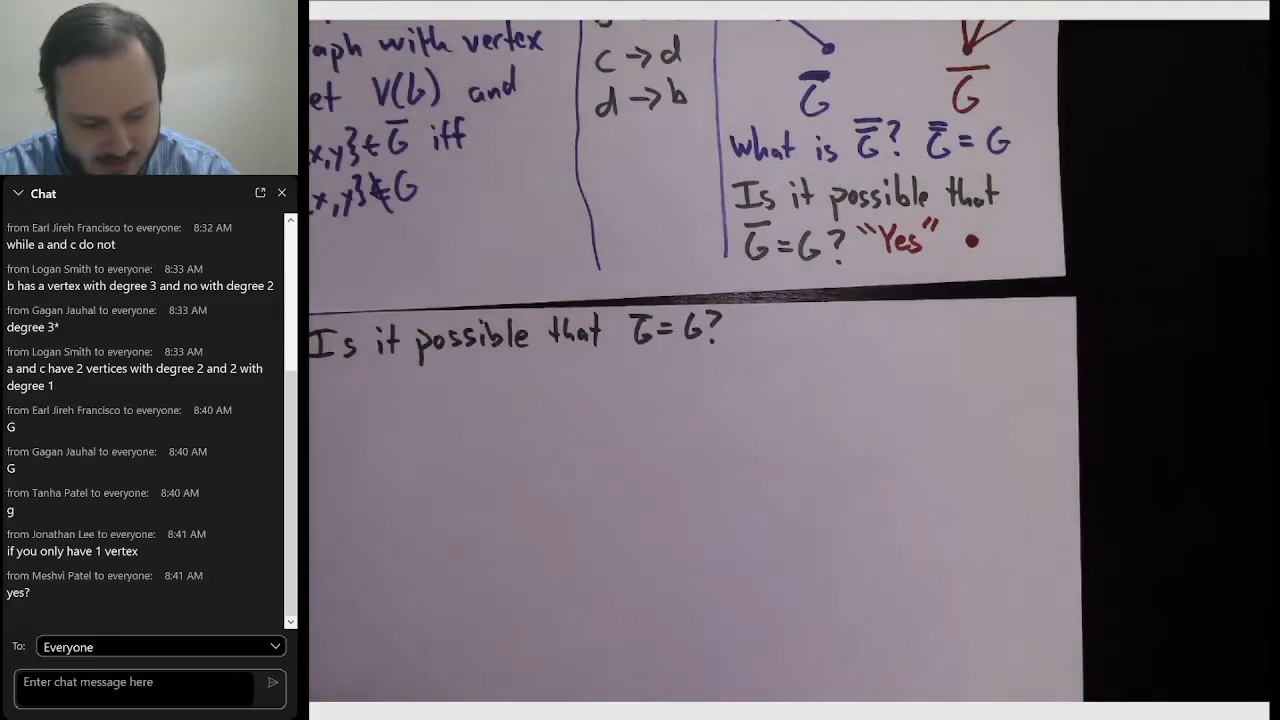 Chat
from Earl Jireh Francisco to everyone: 8:32 AM
while a and c do not
from Logan Smith to everyone: 8:33 AM
b has a vertex with degree 3 and no with degree 2
from Gagan Jauhal to everyone: 8:33 AM
degree 3*
from Logan Smith to everyone: 8:33 AM
a and c have 2 vertices with degree 2 and 2 with
degree 1
from Earl Jireh Francisco to everyone: 8:40 AM
G
from Gagan Jauhal to everyone: 8:40 AM
G
from Tanha Patel to everyone: 8:40 AM
g
from Jonathan Lee to everyone: 8:41 AM
if you only have 1 vertex
from Meshvi Patel to everyone: 8:41 AM
yes?
To: Everyone
Enter chat message here
aph with vertex
et V(G) and
x,y}∈ G̅ iff
x,y}∉G
c → d
d → b
G̅
G̅
What is G̿? G̿ = G
Is it possible that
G̅ = G? "Yes"
Is it possible that G̅ = G?